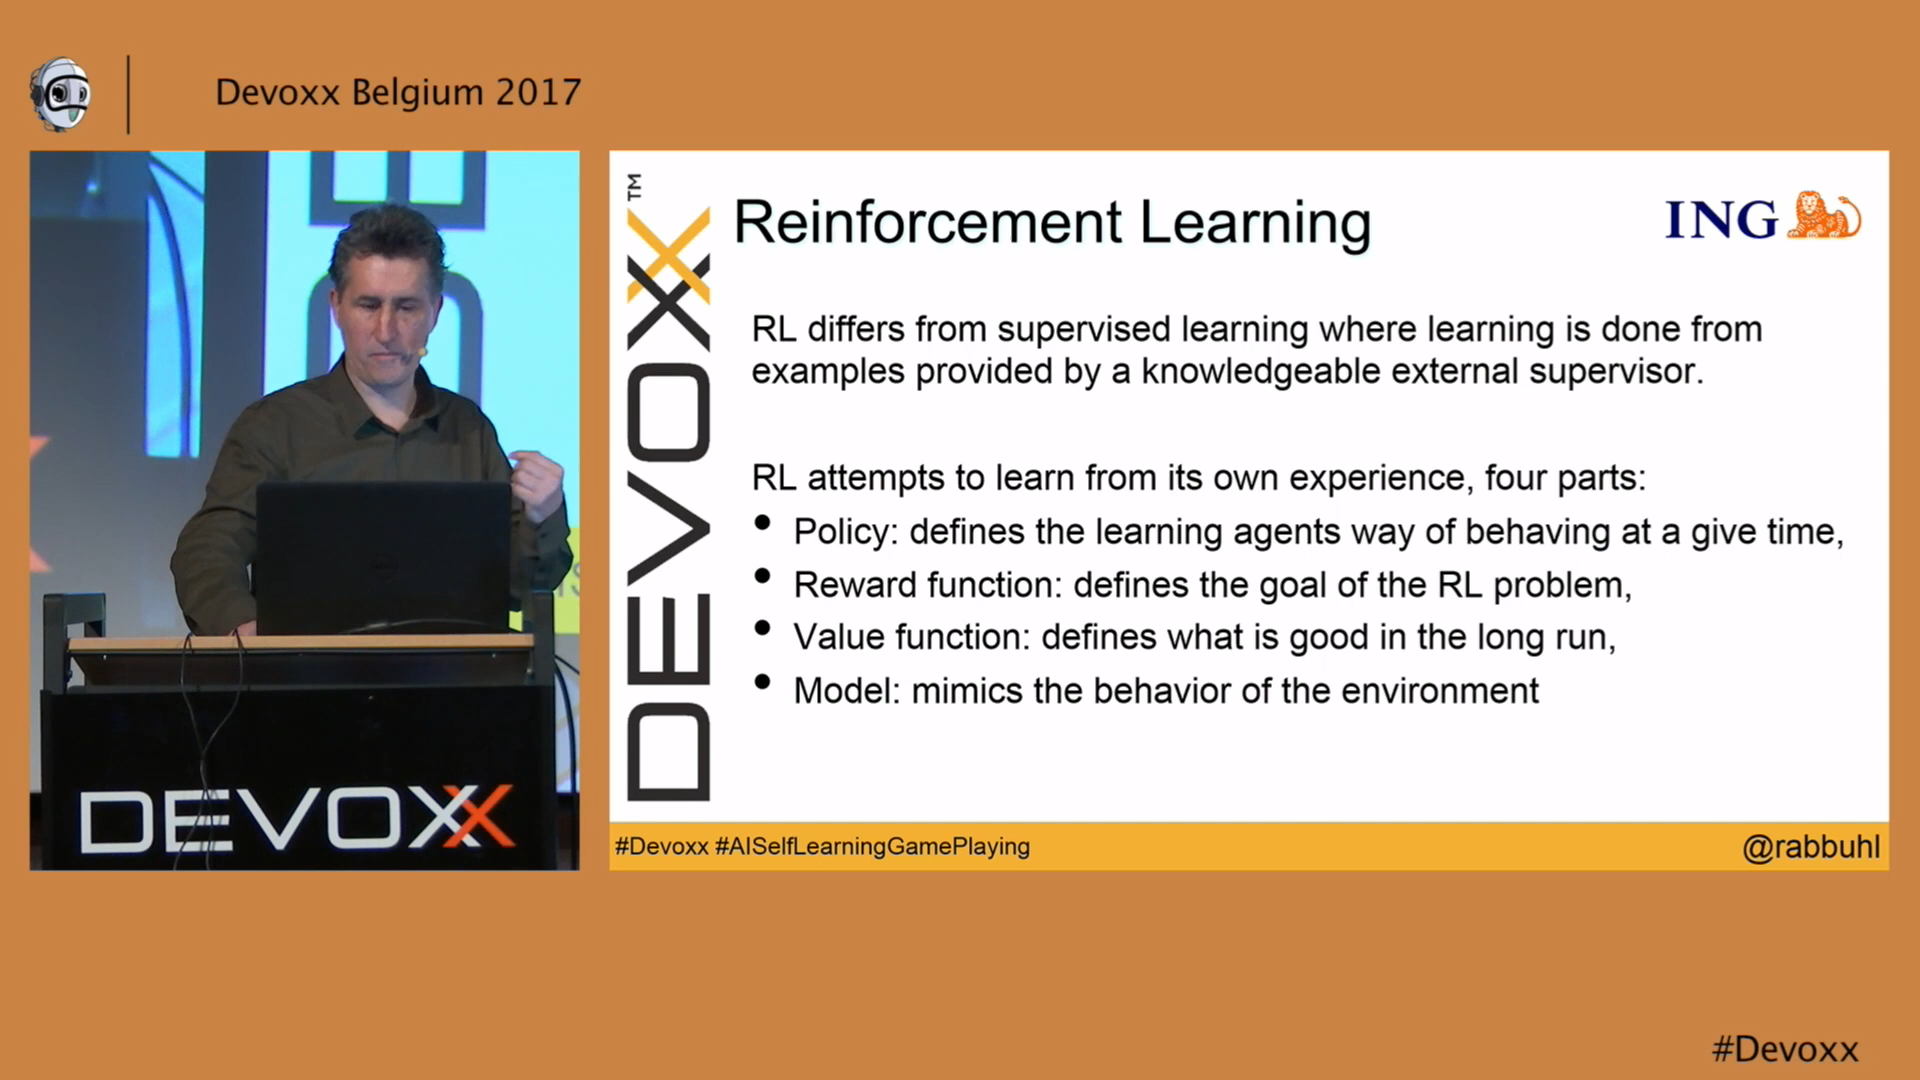 Devoxx Belgium 2017
DEVOXX™
Reinforcement Learning
ING
RL differs from supervised learning where learning is done from
examples provided by a knowledgeable external supervisor.
RL attempts to learn from its own experience, four parts:
• Policy: defines the learning agents way of behaving at a give time,
• Reward function: defines the goal of the RL problem,
• Value function: defines what is good in the long run,
• Model: mimics the behavior of the environment
#Devoxx #AISelfLearningGamePlaying
@rabbuhl
DEVOXX
#Devoxx